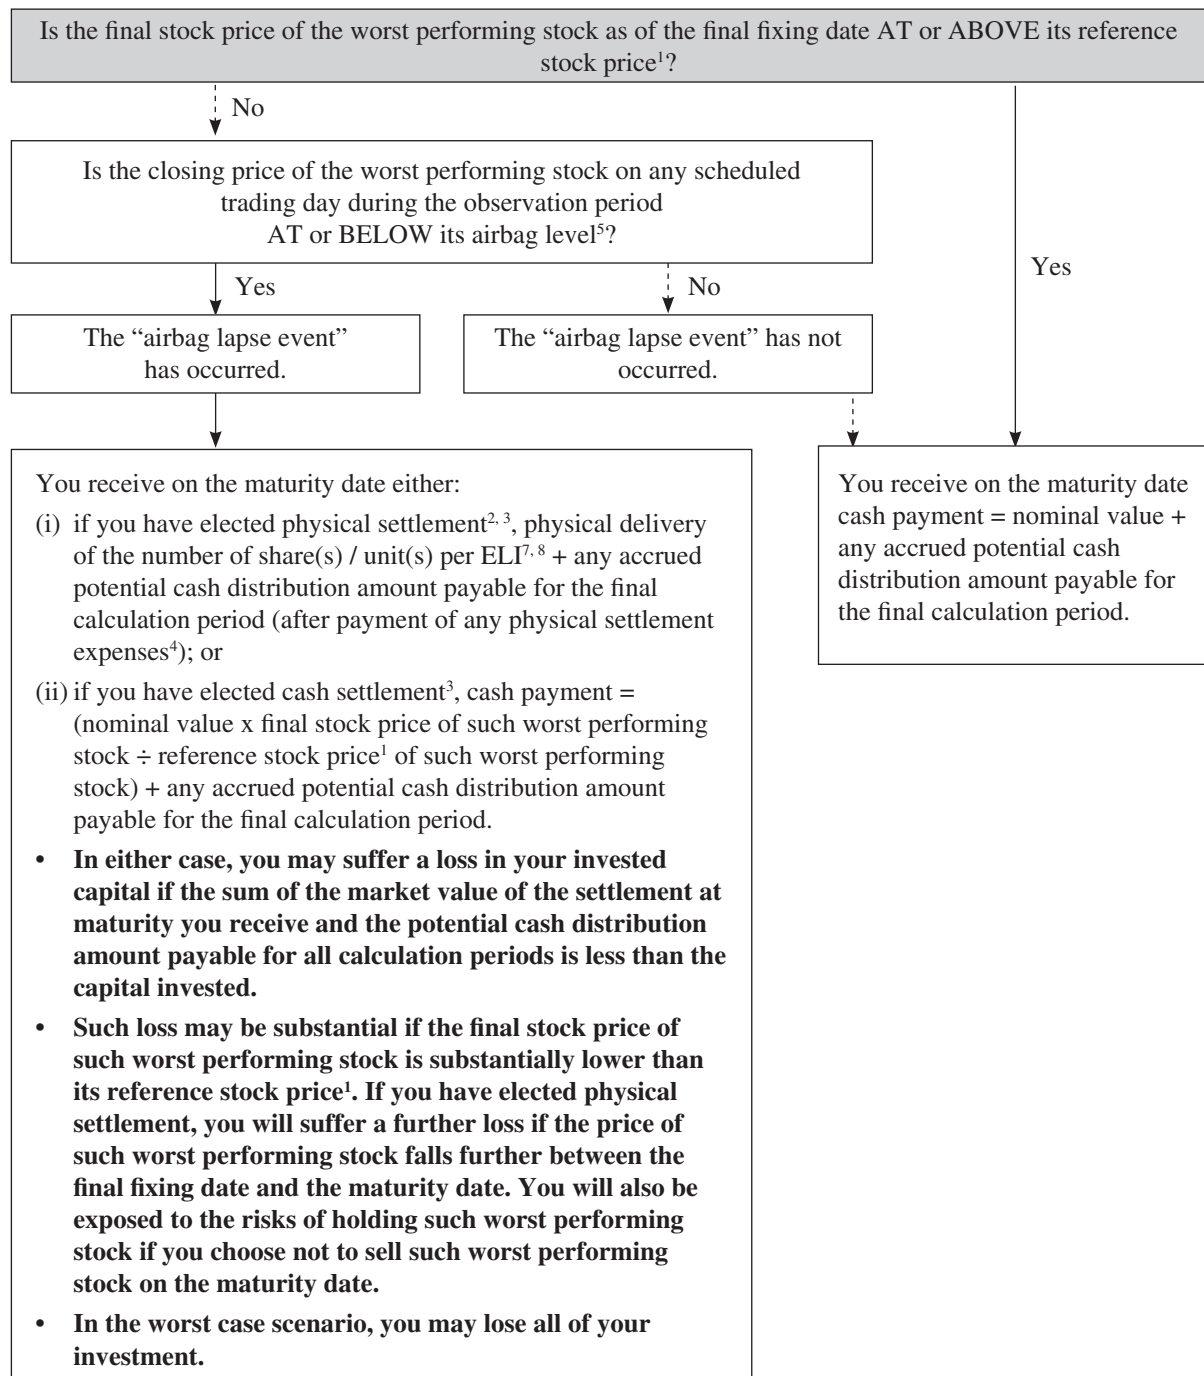 Is the final stock price of the worst performing stock as of the final fixing date AT or ABOVE its reference
stock price¹?
No
Is the closing price of the worst performing stock on any scheduled
trading day during the observation period
AT or BELOW its airbag level⁵?
Yes
Yes
No
The “airbag lapse event”
has occurred.
The “airbag lapse event” has not
occurred.
You receive on the maturity date either:
(i) if you have elected physical settlement², ³, physical delivery
of the number of share(s) / unit(s) per ELI⁷, ⁸ + any accrued
potential cash distribution amount payable for the final
calculation period (after payment of any physical settlement
expenses⁴); or
(ii) if you have elected cash settlement³, cash payment =
(nominal value x final stock price of such worst performing
stock ÷ reference stock price¹ of such worst performing
stock) + any accrued potential cash distribution amount
payable for the final calculation period.
• In either case, you may suffer a loss in your invested
capital if the sum of the market value of the settlement at
maturity you receive and the potential cash distribution
amount payable for all calculation periods is less than the
capital invested.
• Such loss may be substantial if the final stock price of
such worst performing stock is substantially lower than
its reference stock price¹. If you have elected physical
settlement, you will suffer a further loss if the price of
such worst performing stock falls further between the
final fixing date and the maturity date. You will also be
exposed to the risks of holding such worst performing
stock if you choose not to sell such worst performing
stock on the maturity date.
• In the worst case scenario, you may lose all of your
investment.
You receive on the maturity date
cash payment = nominal value +
any accrued potential cash
distribution amount payable for
the final calculation period.